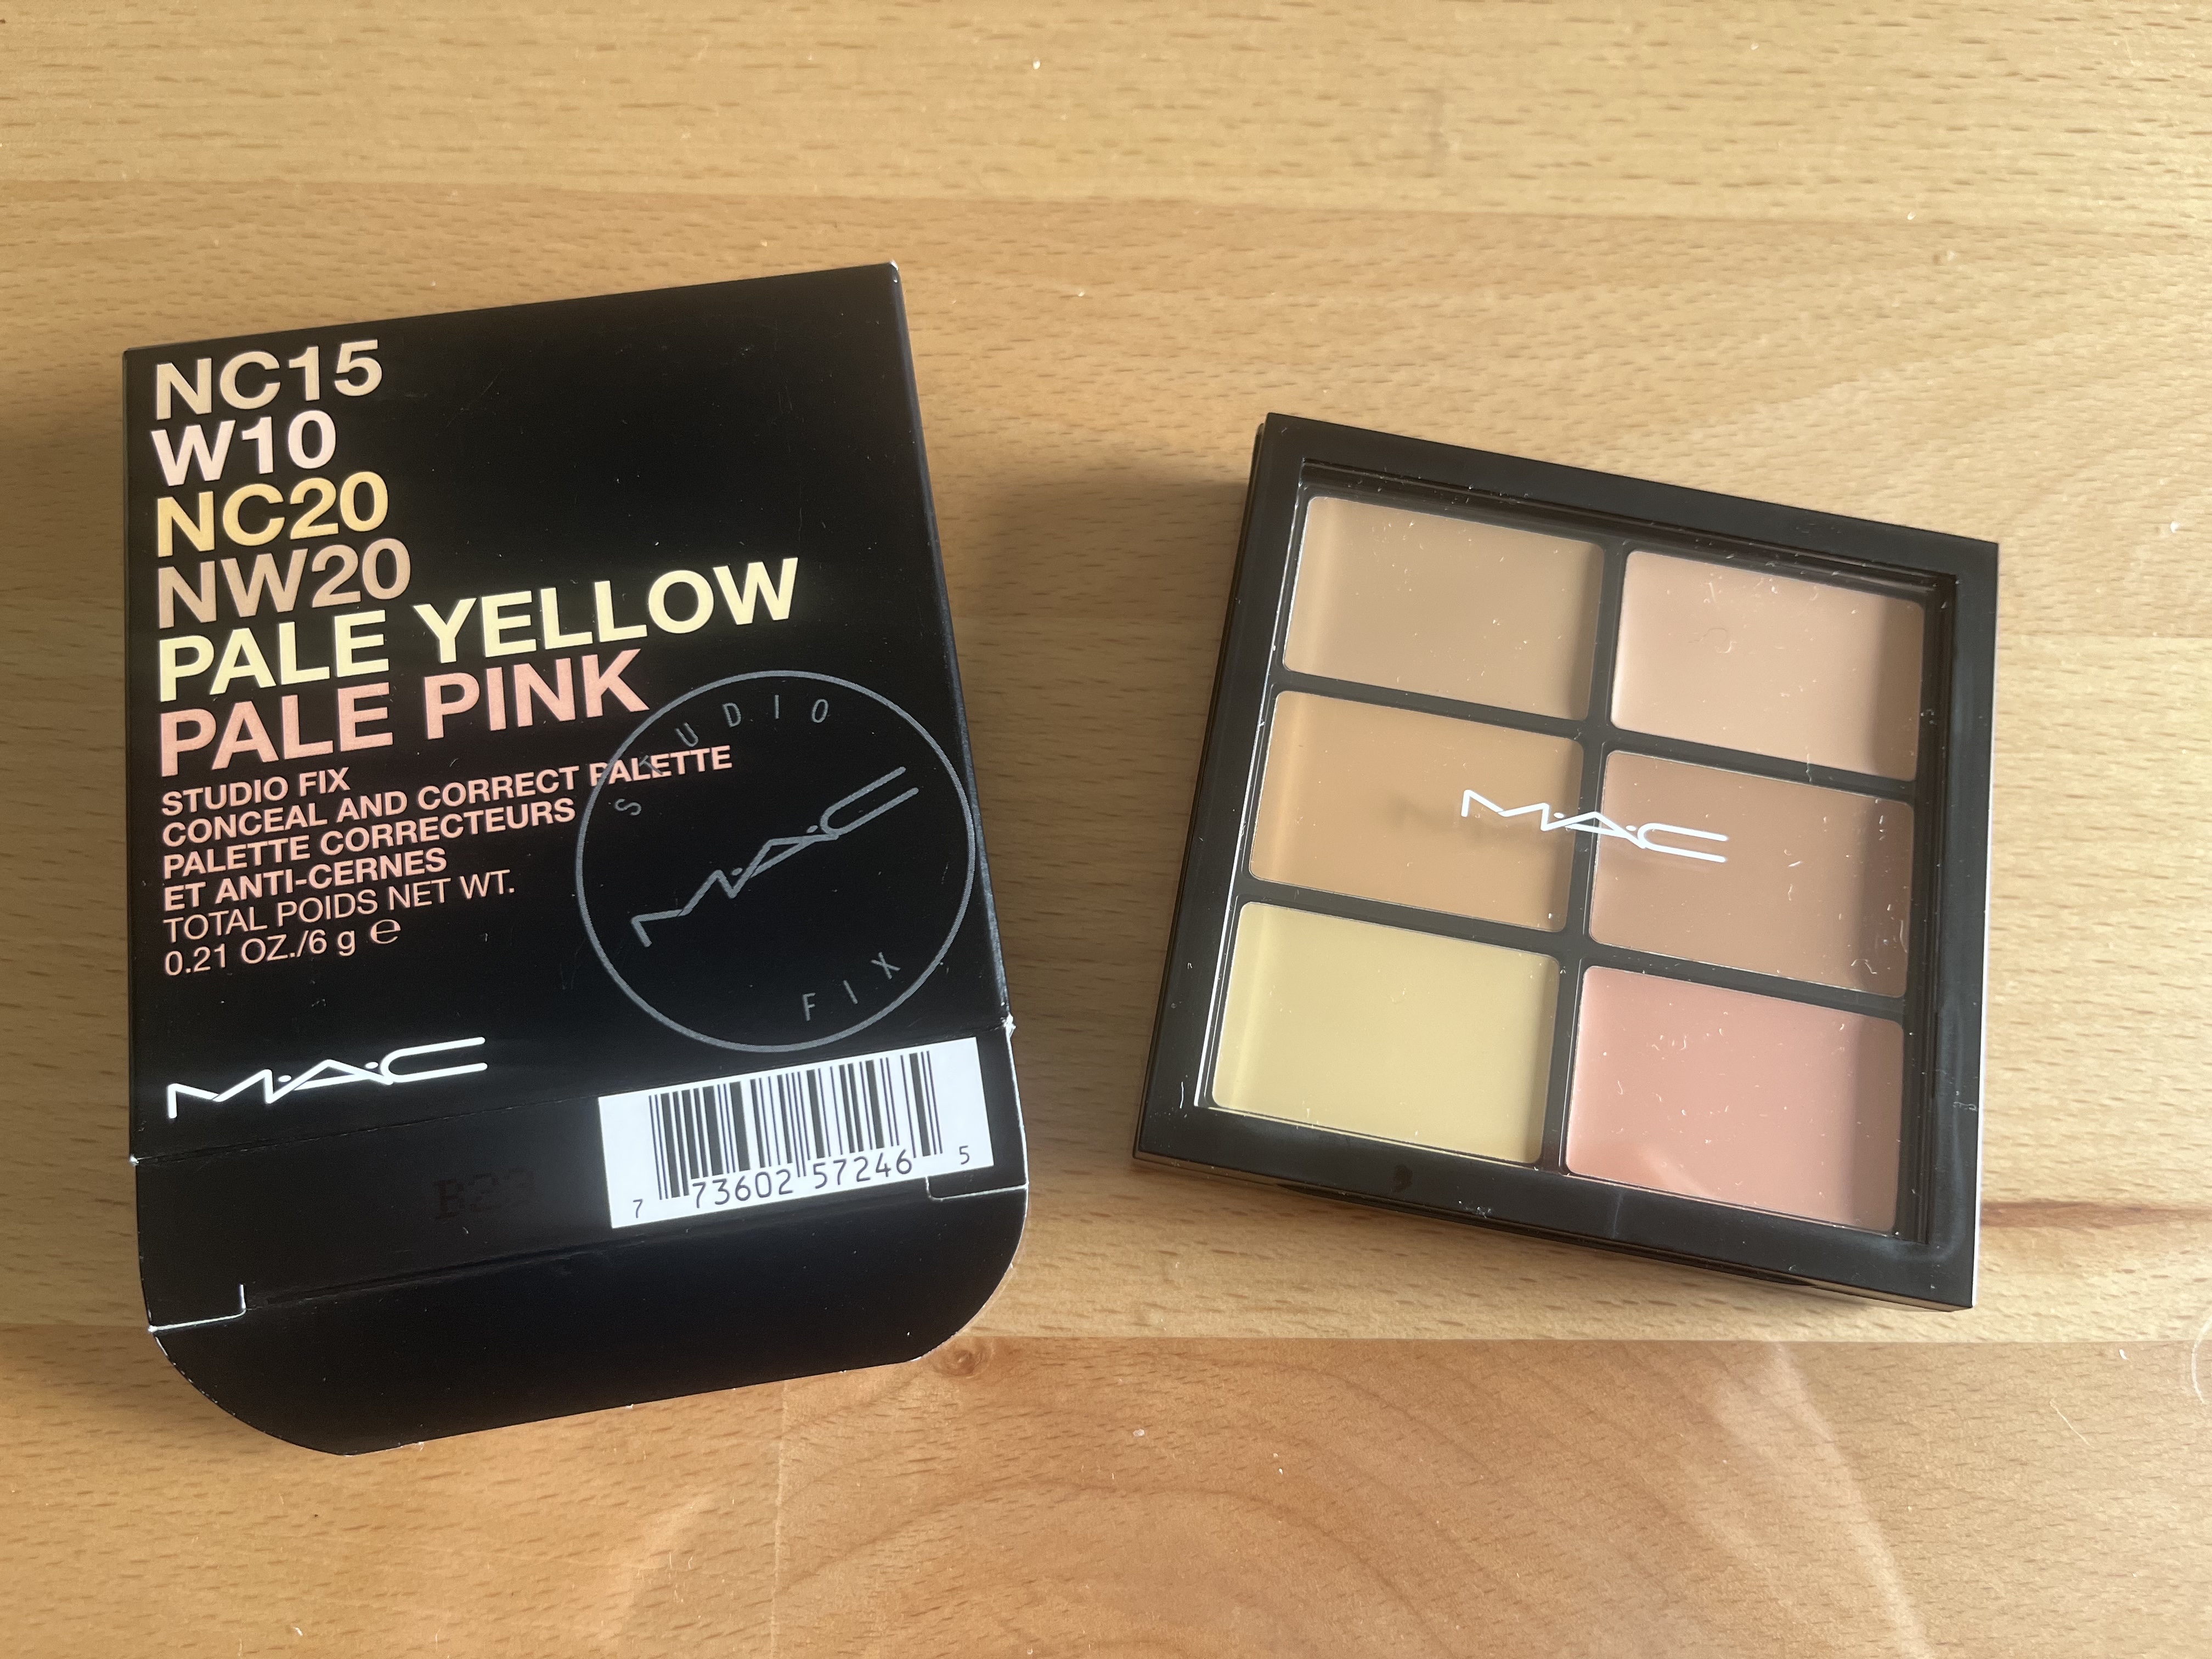 NC15
W10
NC20
NW20
PALE YELLOW
PALE PINK
STUDIO FIX
CONCEAL AND CORRECT PALETTE
PALETTE CORRECTEURS
ET ANTI-CERNES
TOTAL POIDS NET WT.
0.21 OZ./6 g ℮
STUDIO
M·A·C
FIX
M·A·C
B23
7 73602 57246 5
M·A·C